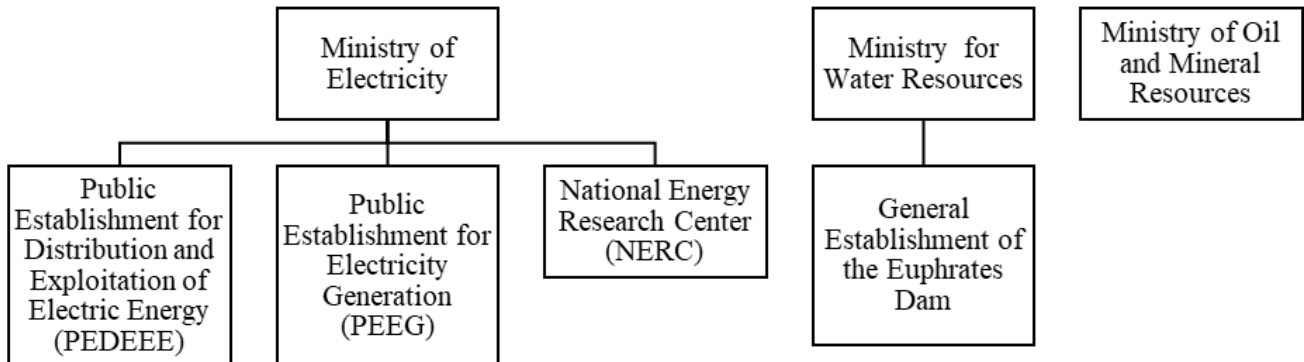 Ministry of
Electricity
Ministry for
Water Resources
Ministry of Oil
and Mineral
Resources
Public
Establishment for
Distribution and
Exploitation of
Electric Energy
(PEDEEE)
Public
Establishment for
Electricity
Generation
(PEEG)
National Energy
Research Center
(NERC)
General
Establishment of
the Euphrates
Dam